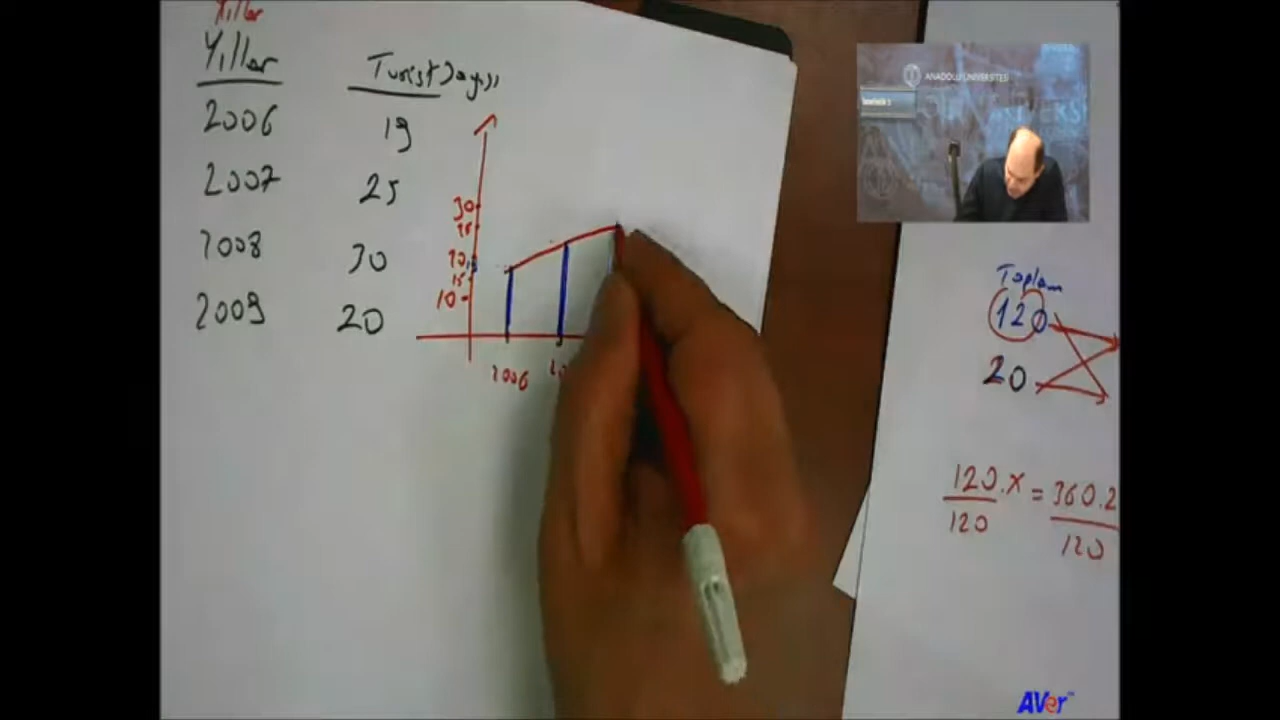 Yıllar
Yıllar Turist Sayısı
2006 19
2007 25
2008 30
2009 20
30
25
20
15
10
2006
ANADOLU ÜNİVERSİTESİ
Toplam
120
20
120.x = 360.2
120 120
AVer